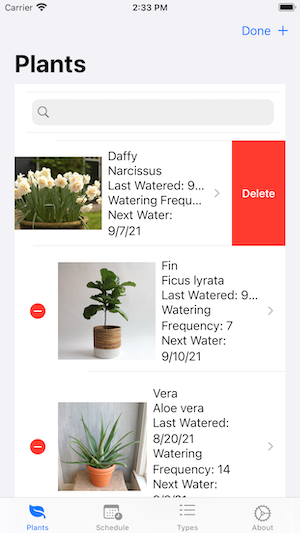 Carrier 2:33 PM
Done +
Plants
Daffy
Narcissus
Last Watered: 9...
Watering Frequ...
Next Water:
9/7/21
Delete
Fin
Ficus lyrata
Last Watered: 9...
Watering
Frequency: 7
Next Water:
9/10/21
Vera
Aloe vera
Last Watered:
8/20/21
Watering
Frequency: 14
Next Water:
Plants Schedule Types About